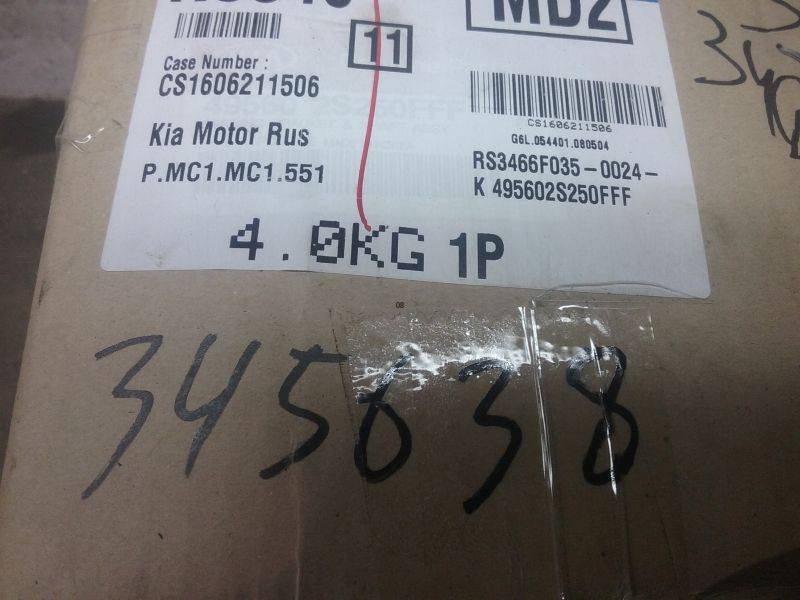 MD2
11
Case Number :
CS1606211506
CS1606211506
Kia Motor Rus
G6L.054401.080504
P.MC1.MC1.551
RS3466F035-0024-
K 495602S250FFF
4.0KG 1P
08
345638